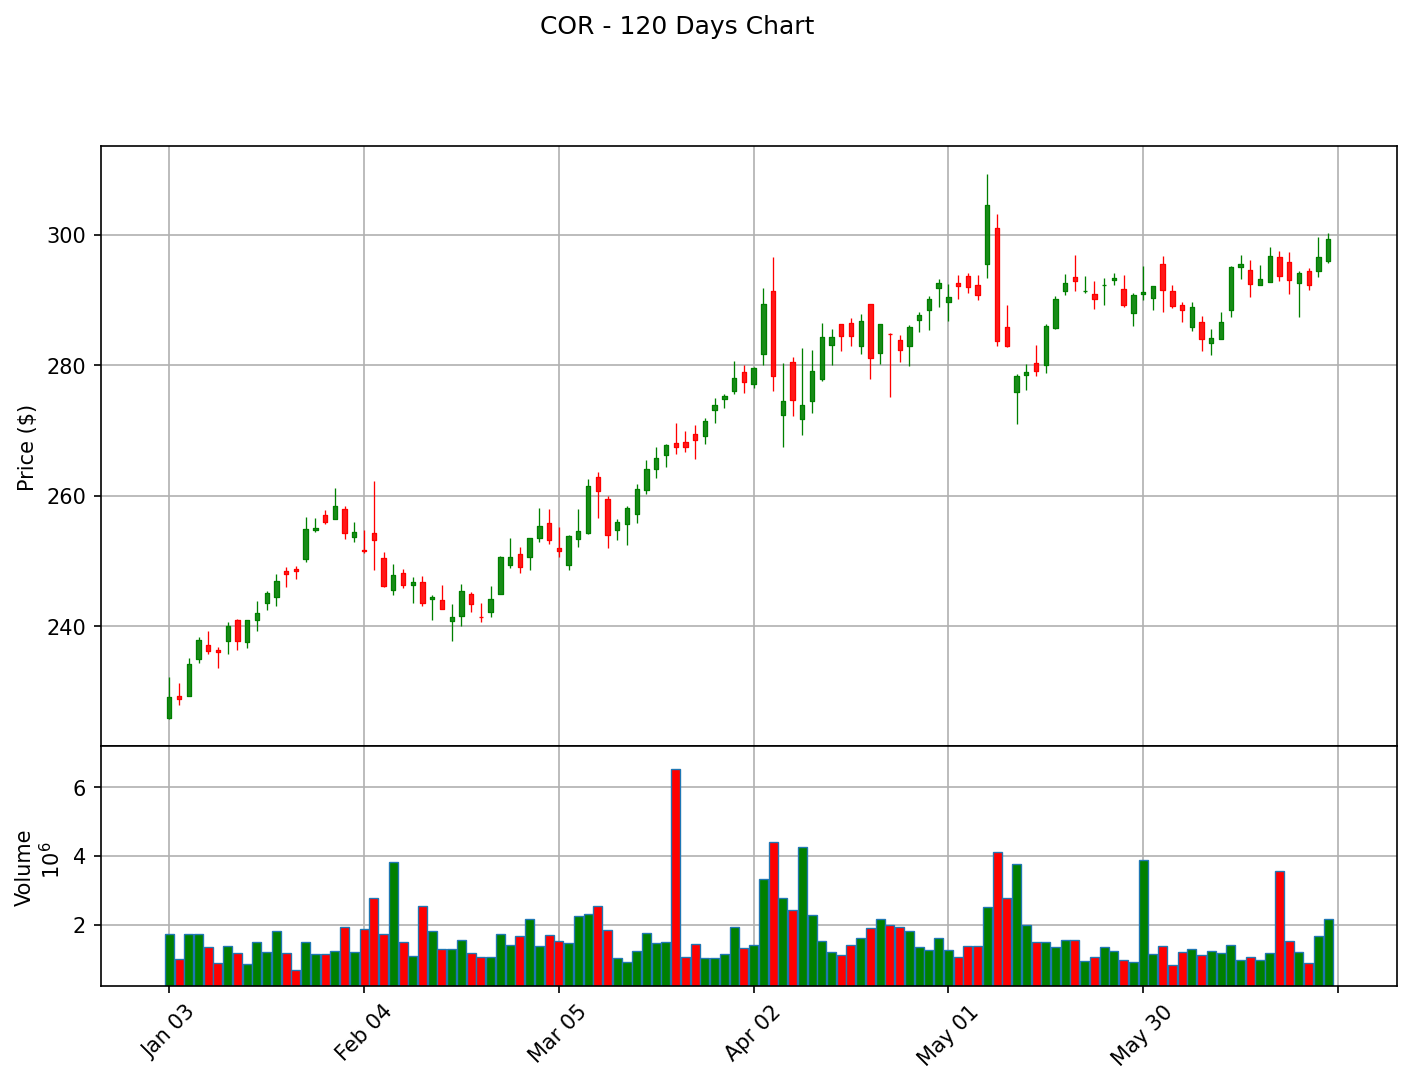 COR - 120 Days Chart
Price ($)
300
280
260
240
Volume
10^6
6
4
2
Jan 03
Feb 04
Mar 05
Apr 02
May 01
May 30